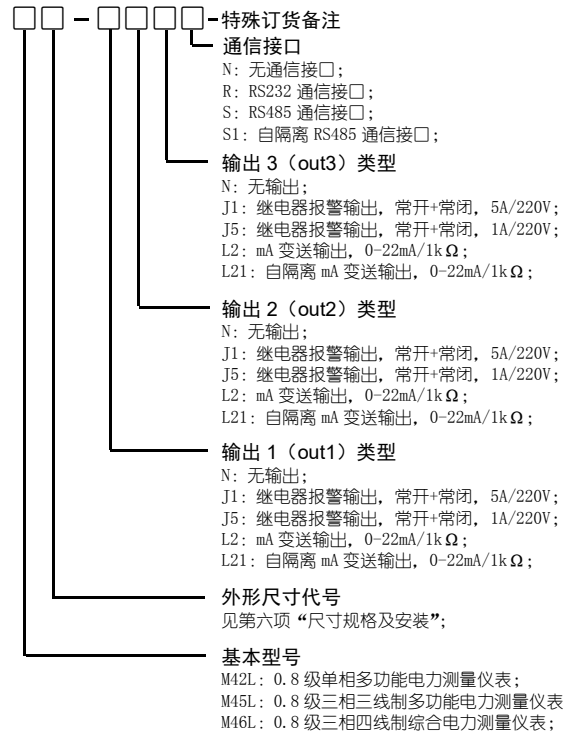 □□－□□□□-特殊订货备注
通信接口
N：无通信接口；
R：RS232 通信接口；
S：RS485 通信接口；
S1：自隔离 RS485 通信接口；
输出 3（out3）类型
N：无输出；
J1：继电器报警输出，常开+常闭，5A/220V；
J5：继电器报警输出，常开+常闭，1A/220V；
L2：mA 变送输出，0-22mA/1kΩ；
L21：自隔离 mA 变送输出，0-22mA/1kΩ；
输出 2（out2）类型
N：无输出；
J1：继电器报警输出，常开+常闭，5A/220V；
J5：继电器报警输出，常开+常闭，1A/220V；
L2：mA 变送输出，0-22mA/1kΩ；
L21：自隔离 mA 变送输出，0-22mA/1kΩ；
输出 1（out1）类型
N：无输出；
J1：继电器报警输出，常开+常闭，5A/220V；
J5：继电器报警输出，常开+常闭，1A/220V；
L2：mA 变送输出，0-22mA/1kΩ；
L21：自隔离 mA 变送输出，0-22mA/1kΩ；
外形尺寸代号
见第六项“尺寸规格及安装”；
基本型号
M42L：0.8 级单相多功能电力测量仪表；
M45L：0.8 级三相三线制多功能电力测量仪表
M46L：0.8 级三相四线制综合电力测量仪表；